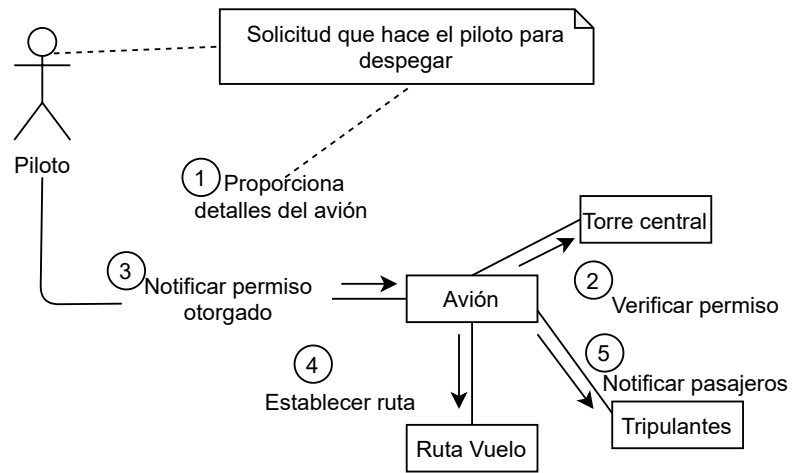 Solicitud que hace el piloto para
despegar
Piloto
1
Proporciona
detalles del avión
Torre central
3
Notificar permiso
otorgado
Avión
2
Verificar permiso
4
Establecer ruta
5
Notificar pasajeros
Tripulantes
Ruta Vuelo